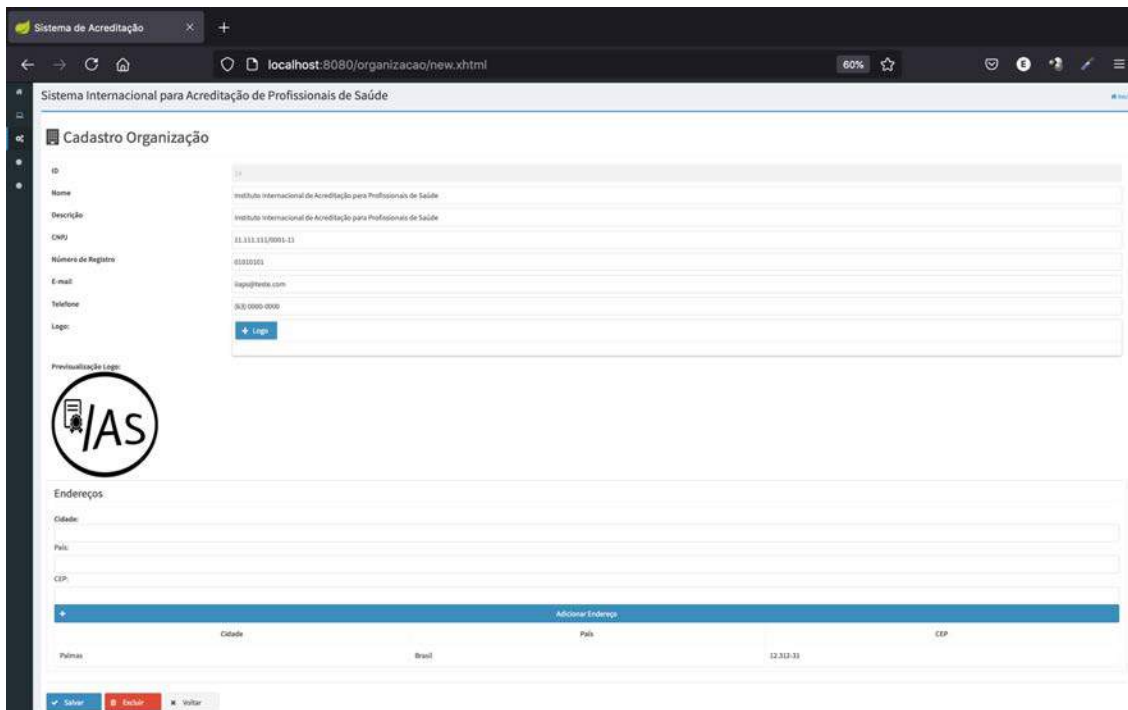 Sistema de Acreditação
localhost:8080/organizacao/new.xhtml
60%
E
Sistema Internacional para Acreditação de Profissionais de Saúde
Cadastro Organização
ID
Nome
Instituto Internacional de Acreditação para Profissionais de Saúde
Descrição
Instituto Internacional de Acreditação para Profissionais de Saúde
CNPJ
11.111.111/0001-11
Número de Registro
01010101
E-mail
Telefone
(63) 0000-0000
Logo:
Logo
Previsualização Logo:
/AS
Endereços
Cidade:
País:
CEP:
Adicionar Endereço
Cidade País CEP
Palmas Brasil 12.313-31
Salvar Excluir Voltar